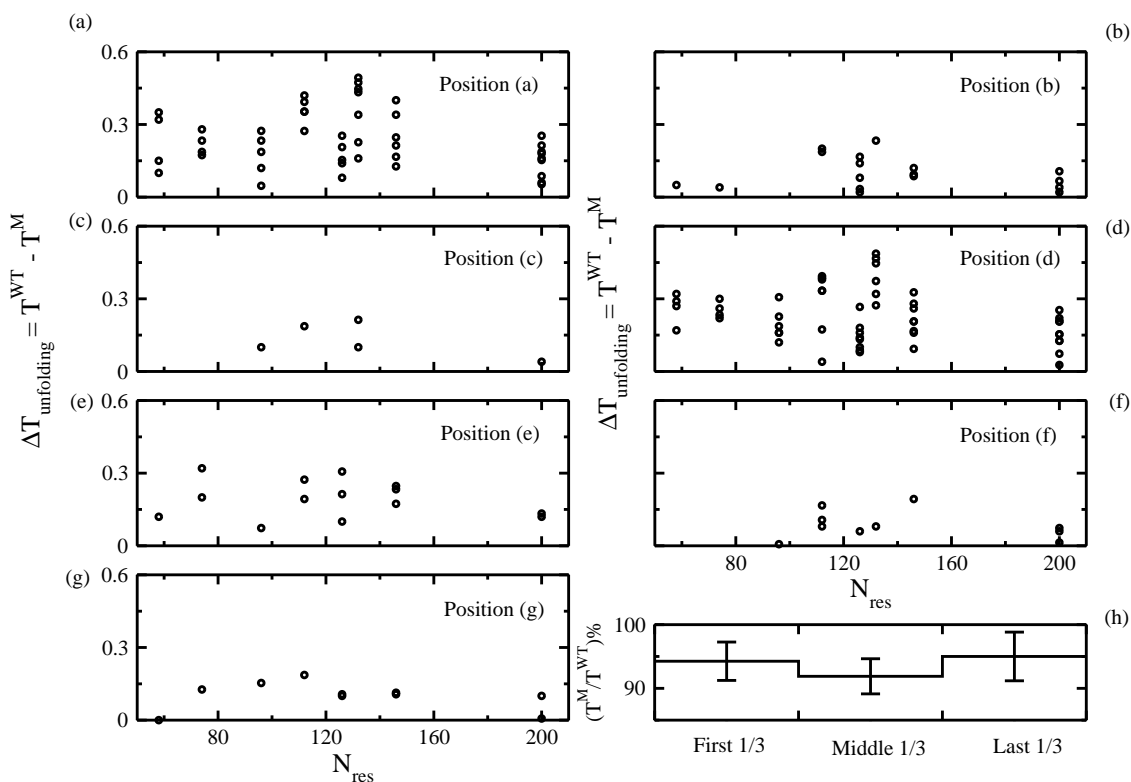 (a)
(b)
0.6
Position (a)
Position (b)
0.3
0
(c)
(d)
0.6
Position (c)
Position (d)
0.3
0
(e)
(f)
0.6
Position (e)
Position (f)
0.3
0
80 120 160 200
N_res
(g)
(h)
0.6
Position (g)
0.3
0
80 120 160 200
N_res
ΔT_unfolding = T^WT - T^M
ΔT_unfolding = T^WT - T^M
(T^M/T^WT)%
100
90
First 1/3 Middle 1/3 Last 1/3